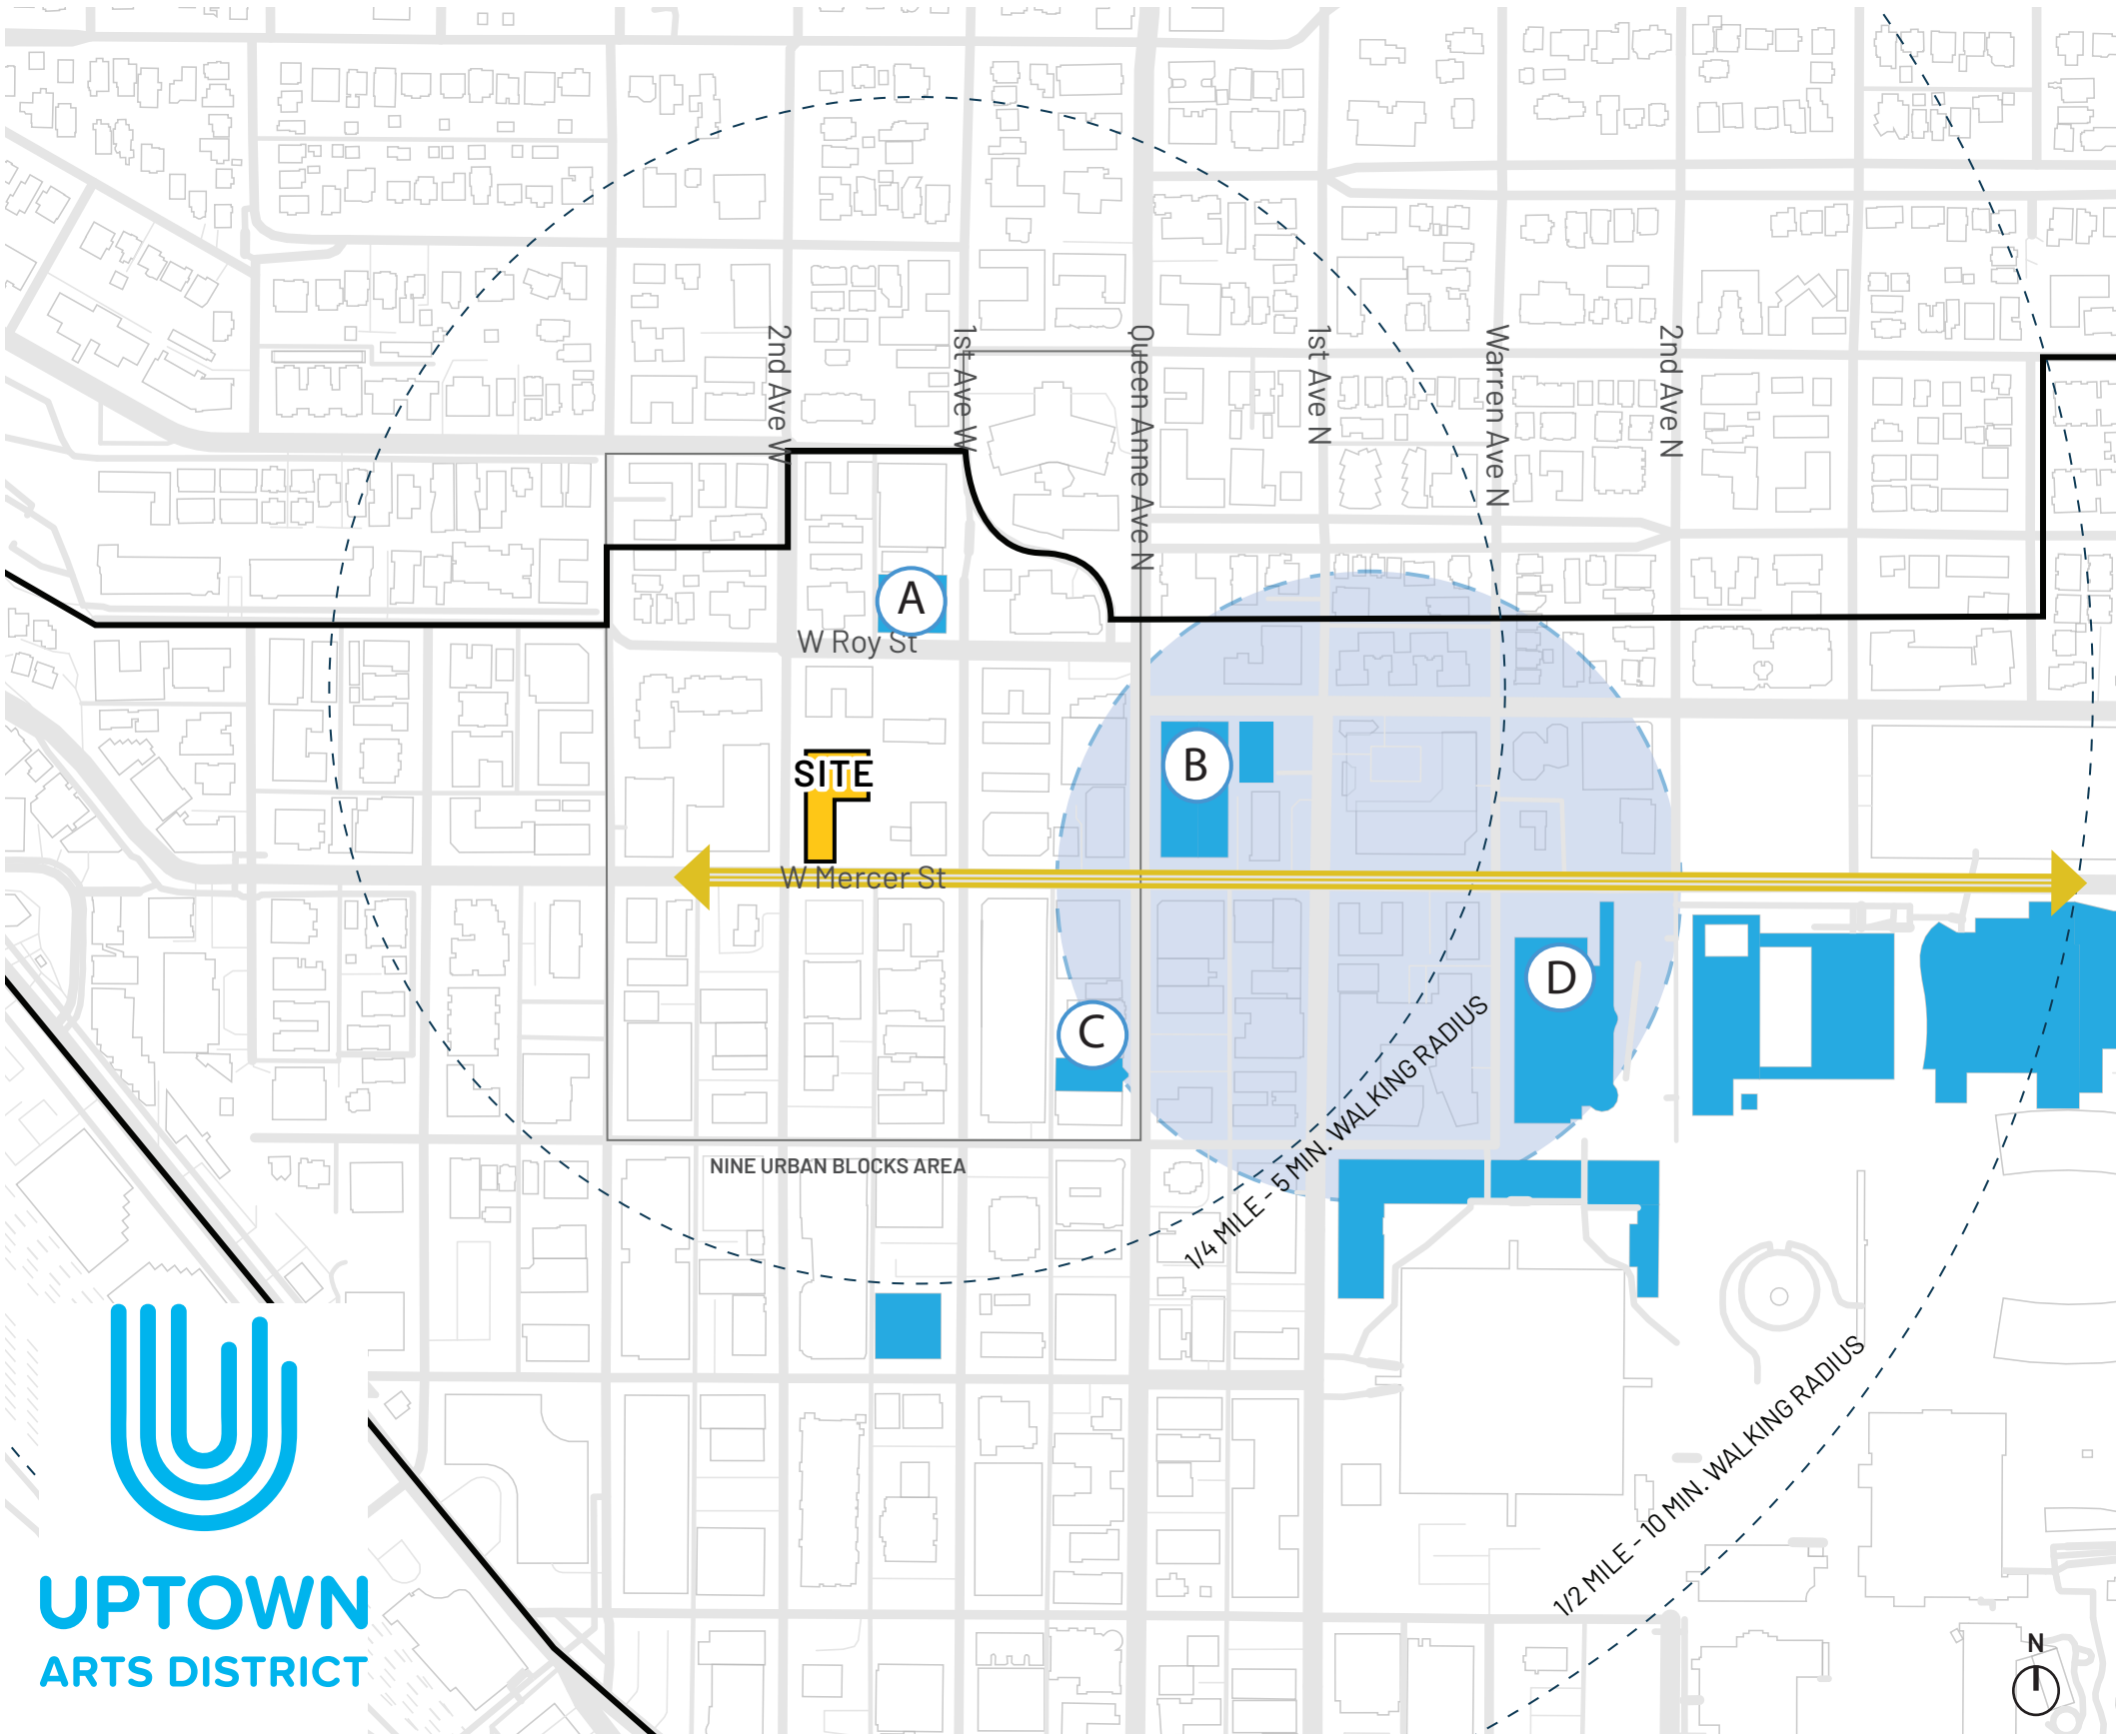 2nd Ave W
1st Ave W
Queen Anne Ave N
1st Ave N
Warren Ave N
2nd Ave N
A
W Roy St
B
SITE
W Mercer St
D
C
1/4 MILE - 5 MIN. WALKING RADIUS
NINE URBAN BLOCKS AREA
1/2 MILE - 10 MIN. WALKING RADIUS
UPTOWN
ARTS DISTRICT
N